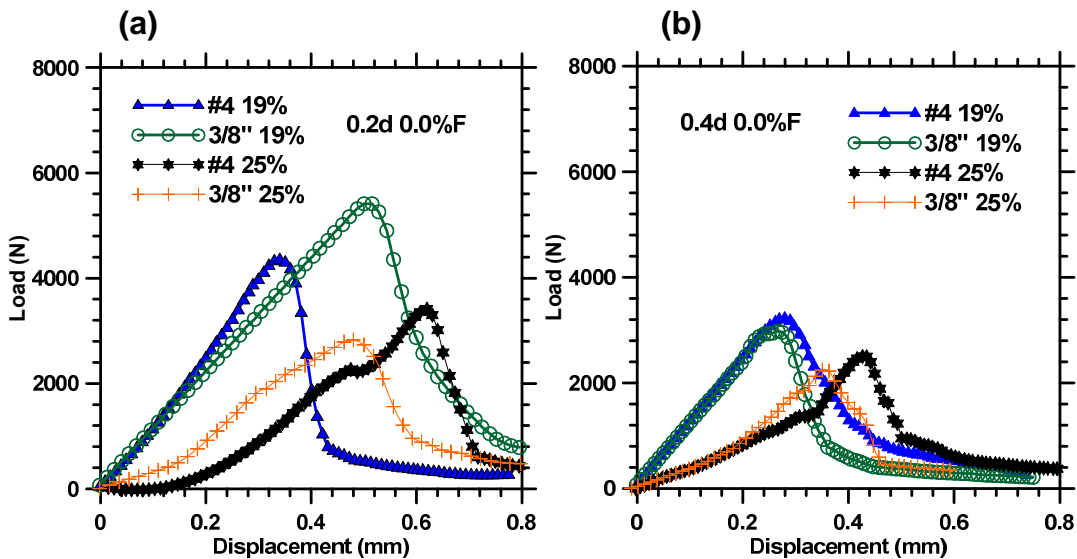 (a)
8000
6000
4000
2000
0
Load (N)
#4 19%
3/8" 19%
#4 25%
3/8" 25%
0.2d 0.0%F
0 0.2 0.4 0.6 0.8
Displacement (mm)
(b)
8000
6000
4000
2000
0
Load (N)
0.4d 0.0%F
#4 19%
3/8" 19%
#4 25%
3/8" 25%
0 0.2 0.4 0.6 0.8
Displacement (mm)